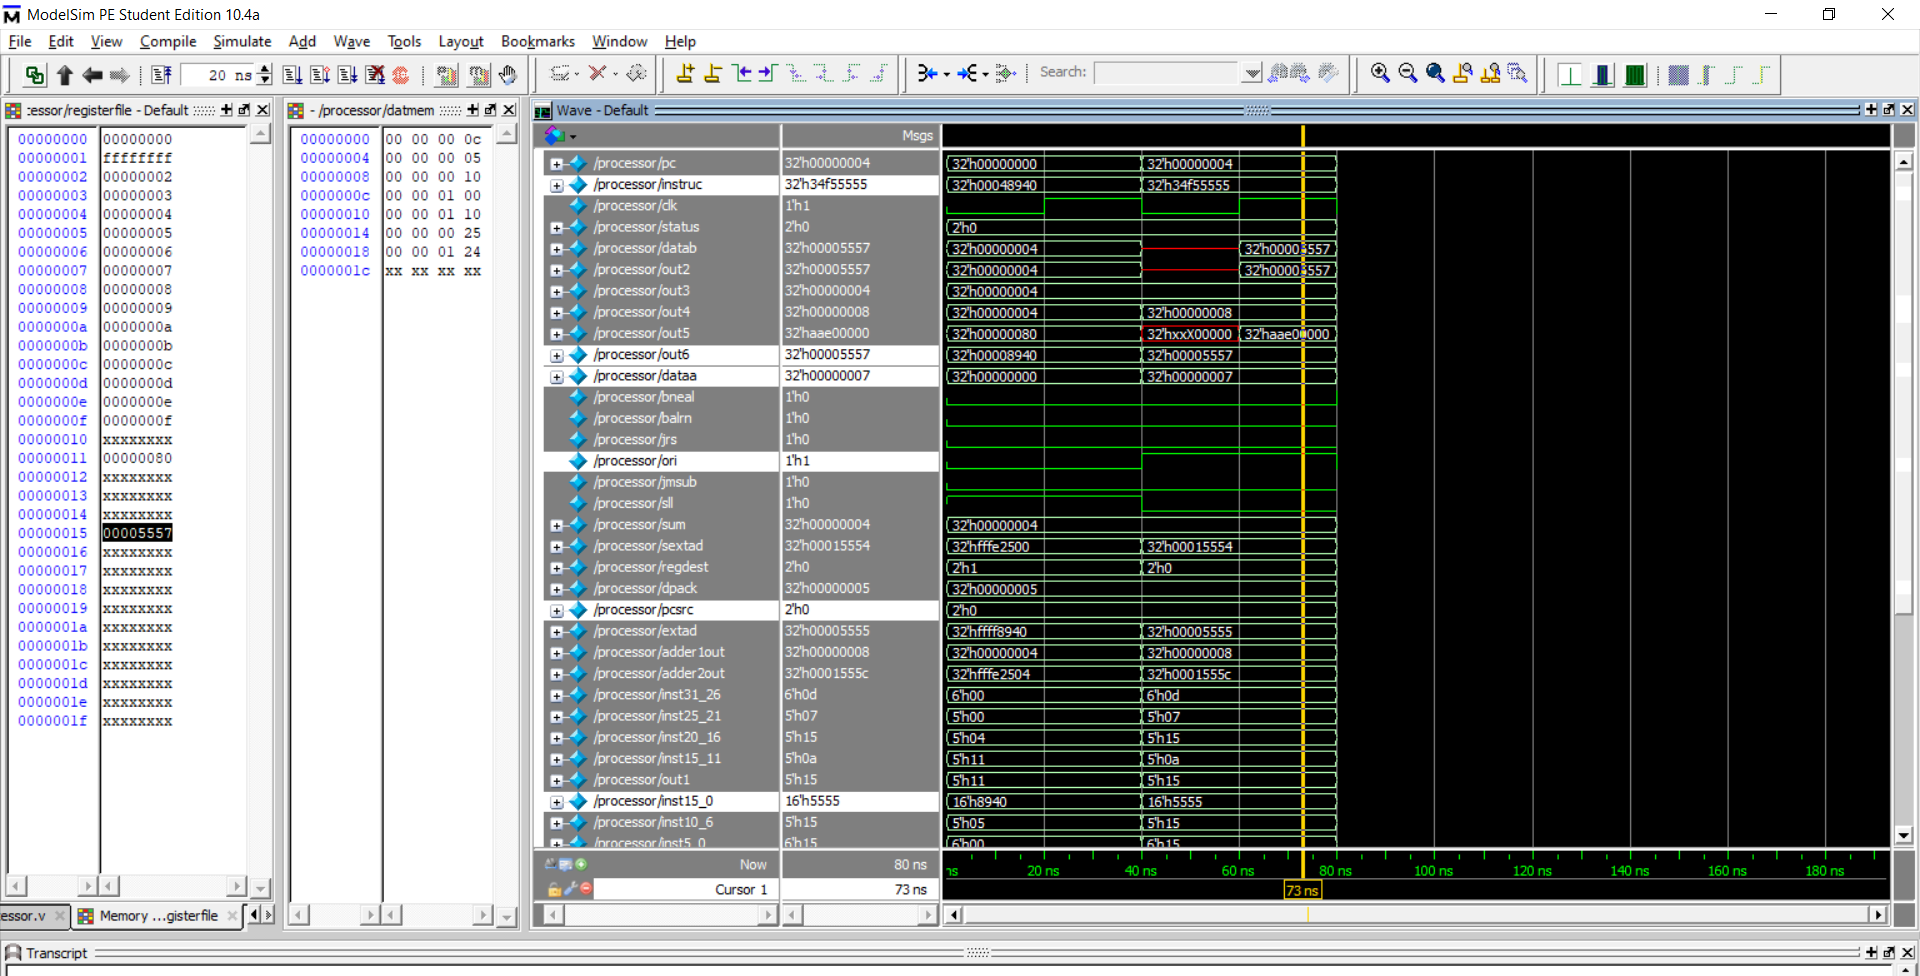 ModelSim PE Student Edition 10.4a
File Edit View Compile Simulate Add Wave Tools Layout Bookmarks Window Help
20 ns
Search:
:essor/registerfile - Default
- /processor/datmem
Wave - Default
Msgs
00000000 00000000
00000001 ffffffff
00000002 00000002
00000003 00000003
00000004 00000004
00000005 00000005
00000006 00000006
00000007 00000007
00000008 00000008
00000009 00000009
0000000a 0000000a
0000000b 0000000b
0000000c 0000000c
0000000d 0000000d
0000000e 0000000e
0000000f 0000000f
00000010 xxxxxxxx
00000011 00000080
00000012 xxxxxxxx
00000013 xxxxxxxx
00000014 xxxxxxxx
00000015 00005557
00000016 xxxxxxxx
00000017 xxxxxxxx
00000018 xxxxxxxx
00000019 xxxxxxxx
0000001a xxxxxxxx
0000001b xxxxxxxx
0000001c xxxxxxxx
0000001d xxxxxxxx
0000001e xxxxxxxx
0000001f xxxxxxxx
essor.v
Memory ...gisterfile
00000000 00 00 00 0c
00000004 00 00 00 05
00000008 00 00 00 10
0000000c 00 00 01 00
00000010 00 00 01 10
00000014 00 00 00 25
00000018 00 00 01 24
0000001c xx xx xx xx
/processor/pc 32'h00000004 32'h00000000 32'h00000004
/processor/instruc 32'h34f55555 32'h00048940 32'h34f55555
/processor/clk 1'h1
/processor/status 2'h0 2'h0
/processor/datab 32'h00005557 32'h00000004 32'h00005557
/processor/out2 32'h00005557 32'h00000004 32'h00005557
/processor/out3 32'h00000004 32'h00000004
/processor/out4 32'h00000008 32'h00000004 32'h00000008
/processor/out5 32'haae00000 32'h00000080 32'hxxX00000 32'haae00000
/processor/out6 32'h00005557 32'h00008940 32'h00005557
/processor/dataa 32'h00000007 32'h00000000 32'h00000007
/processor/bneal 1'h0
/processor/balrn 1'h0
/processor/jrs 1'h0
/processor/ori 1'h1
/processor/jmsub 1'h0
/processor/sll 1'h0
/processor/sum 32'h00000004 32'h00000004
/processor/sextad 32'h00015554 32'hfffe2500 32'h00015554
/processor/regdest 2'h0 2'h1 2'h0
/processor/dpack 32'h00000005 32'h00000005
/processor/pcsrc 2'h0 2'h0
/processor/extad 32'h00005555 32'hffff8940 32'h00005555
/processor/adder1out 32'h00000008 32'h00000004 32'h00000008
/processor/adder2out 32'h0001555c 32'hfffe2504 32'h0001555c
/processor/inst31_26 6'h0d 6'h00 6'h0d
/processor/inst25_21 5'h07 5'h00 5'h07
/processor/inst20_16 5'h15 5'h04 5'h15
/processor/inst15_11 5'h0a 5'h11 5'h0a
/processor/out1 5'h15 5'h11 5'h15
/processor/inst15_0 16'h5555 16'h8940 16'h5555
/processor/inst10_6 5'h15 5'h05 5'h15
/processor/inst5_0 6'h15 6'h00 6'h15
Now 80 ns
ns 20 ns 40 ns 60 ns 80 ns 100 ns 120 ns 140 ns 160 ns 180 ns
Cursor 1 73 ns
73 ns
Transcript